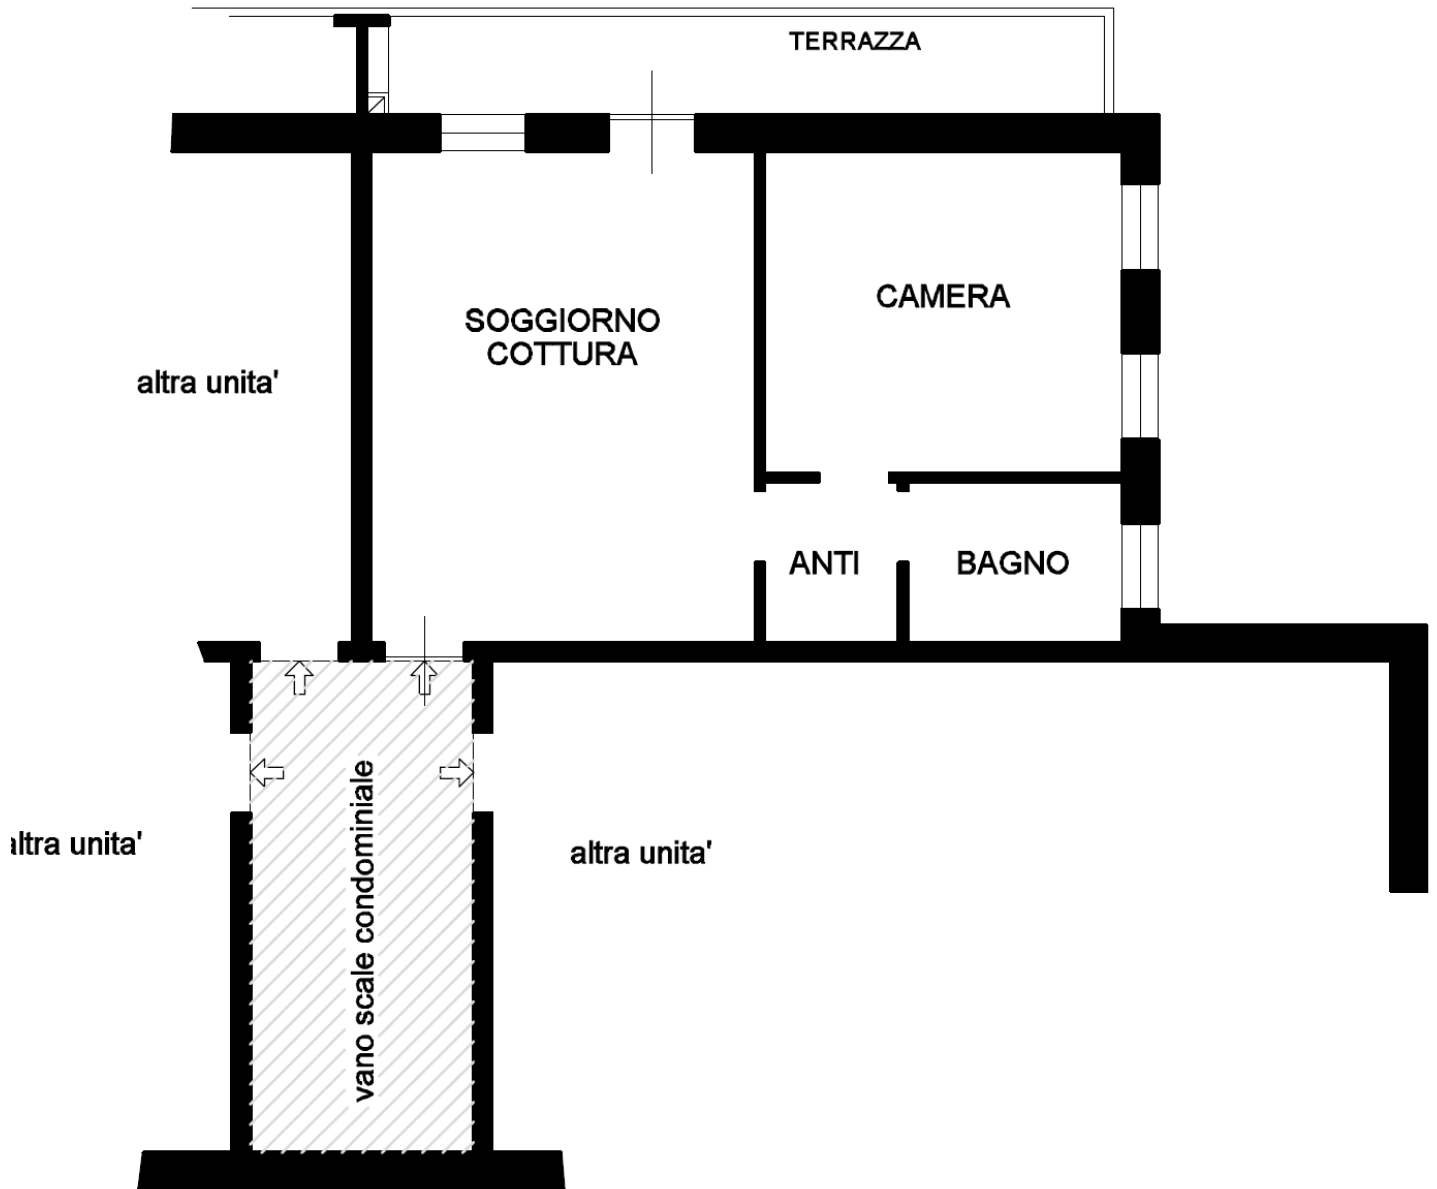 TERRAZZA
CAMERA
SOGGIORNO
COTTURA
altra unita'
ANTI
BAGNO
vano scale condominiale
altra unita'
altra unita'